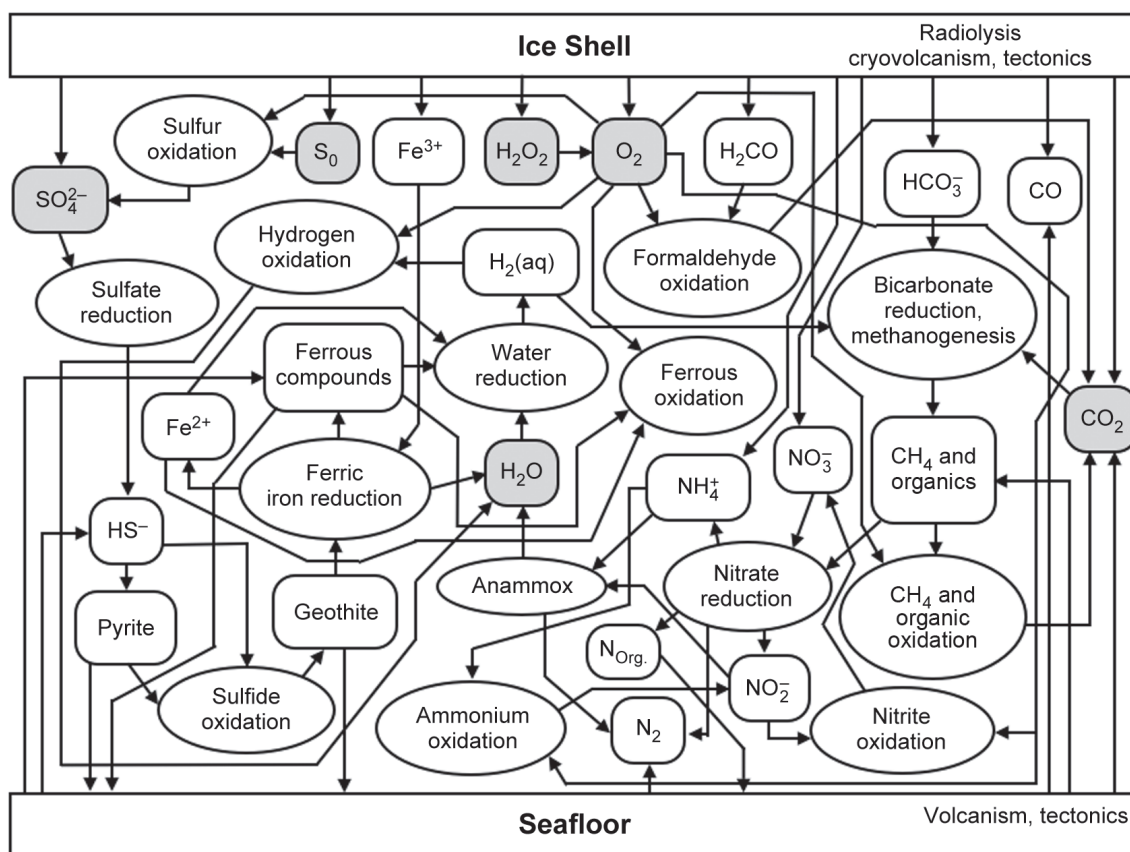 Ice Shell
Radiolysis
cryovolcanism, tectonics
Sulfur
oxidation
S₀
Fe³⁺
H₂O₂
O₂
H₂CO
HCO₃⁻
CO
SO₄²⁻
Hydrogen
oxidation
H₂(aq)
Formaldehyde
oxidation
Bicarbonate
reduction,
methanogenesis
Sulfate
reduction
Ferrous
compounds
Water
reduction
Ferrous
oxidation
Fe²⁺
CO₂
Ferric
iron reduction
H₂O
NH₄⁺
NO₃⁻
CH₄ and
organics
HS⁻
Anammox
Nitrate
reduction
CH₄ and
organic
oxidation
Pyrite
Geothite
N_Org.
NO₂⁻
Sulfide
oxidation
Ammonium
oxidation
N₂
Nitrite
oxidation
Seafloor
Volcanism, tectonics